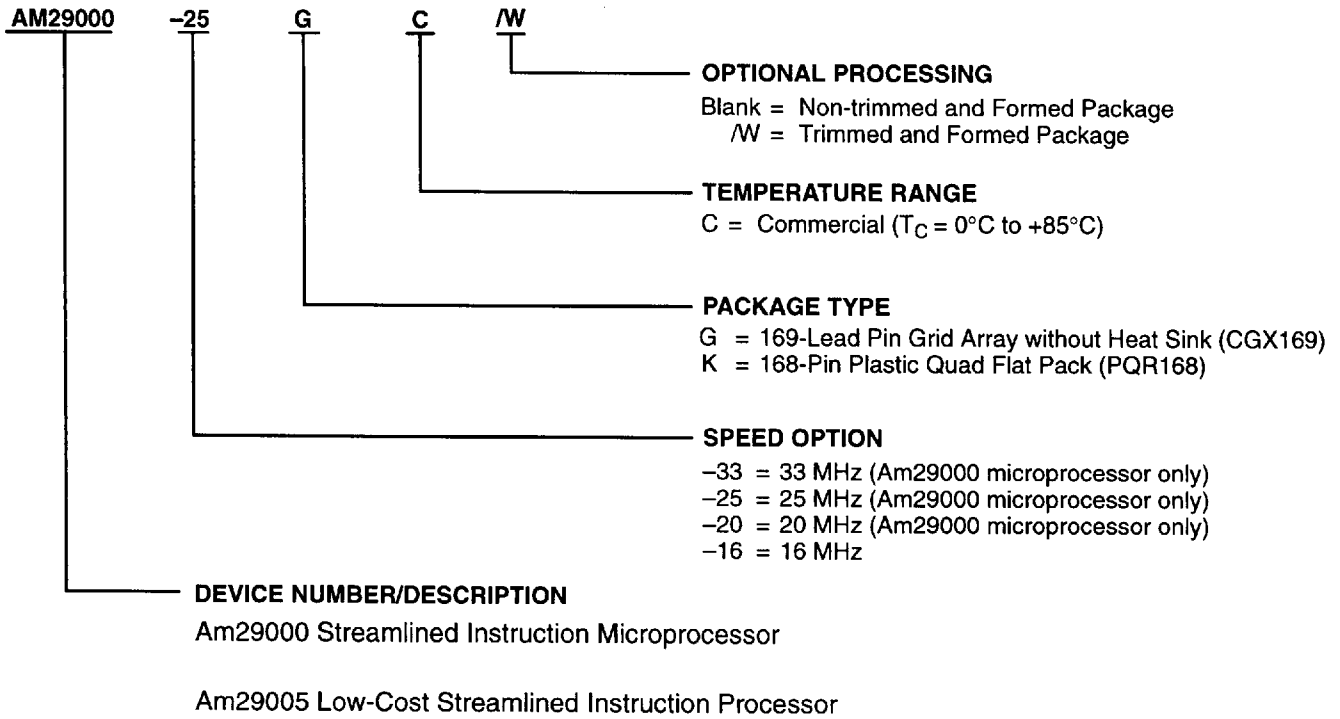 AM29000 –25 G C /W
OPTIONAL PROCESSING
Blank = Non-trimmed and Formed Package
/W = Trimmed and Formed Package
TEMPERATURE RANGE
C = Commercial (TC = 0°C to +85°C)
PACKAGE TYPE
G = 169-Lead Pin Grid Array without Heat Sink (CGX169)
K = 168-Pin Plastic Quad Flat Pack (PQR168)
SPEED OPTION
–33 = 33 MHz (Am29000 microprocessor only)
–25 = 25 MHz (Am29000 microprocessor only)
–20 = 20 MHz (Am29000 microprocessor only)
–16 = 16 MHz
DEVICE NUMBER/DESCRIPTION
Am29000 Streamlined Instruction Microprocessor
Am29005 Low-Cost Streamlined Instruction Processor